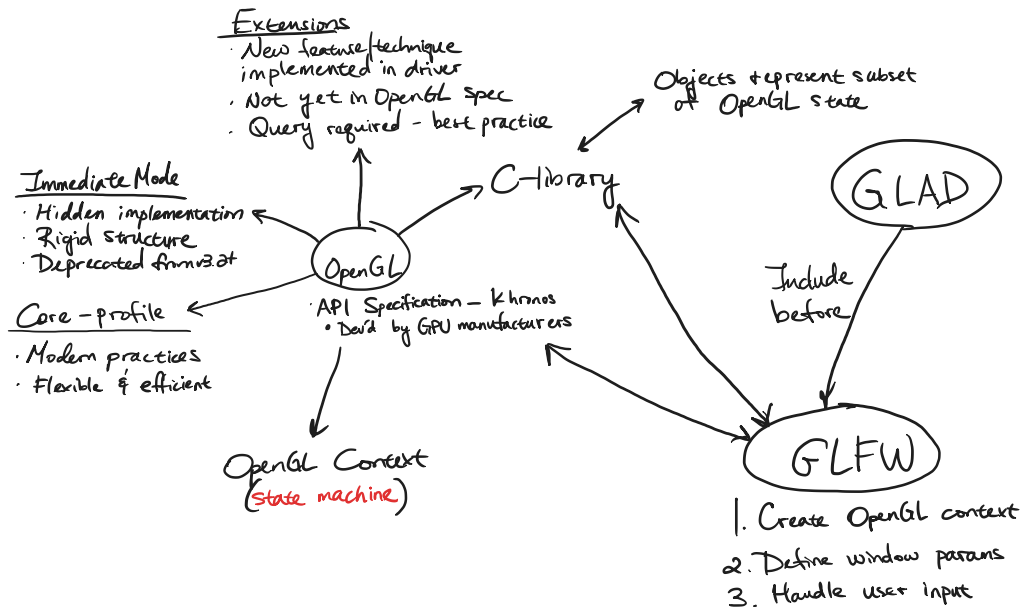 Extensions
· New feature/technique
implemented in driver
· Not yet in OpenGL spec
· Query required - best practice
Objects represent subset
of OpenGL state
C-library
GLAD
Immediate Mode
· Hidden implementation
· Rigid structure
· Deprecated from v3.2+
OpenGL
· API Specification - Khronos
• Dev'd by GPU manufacturers
Include
before
Core-profile
· Modern practices
· Flexible & efficient
OpenGL Context
(state machine)
GLFW
1. Create OpenGL context
2. Define window params
3. Handle user input